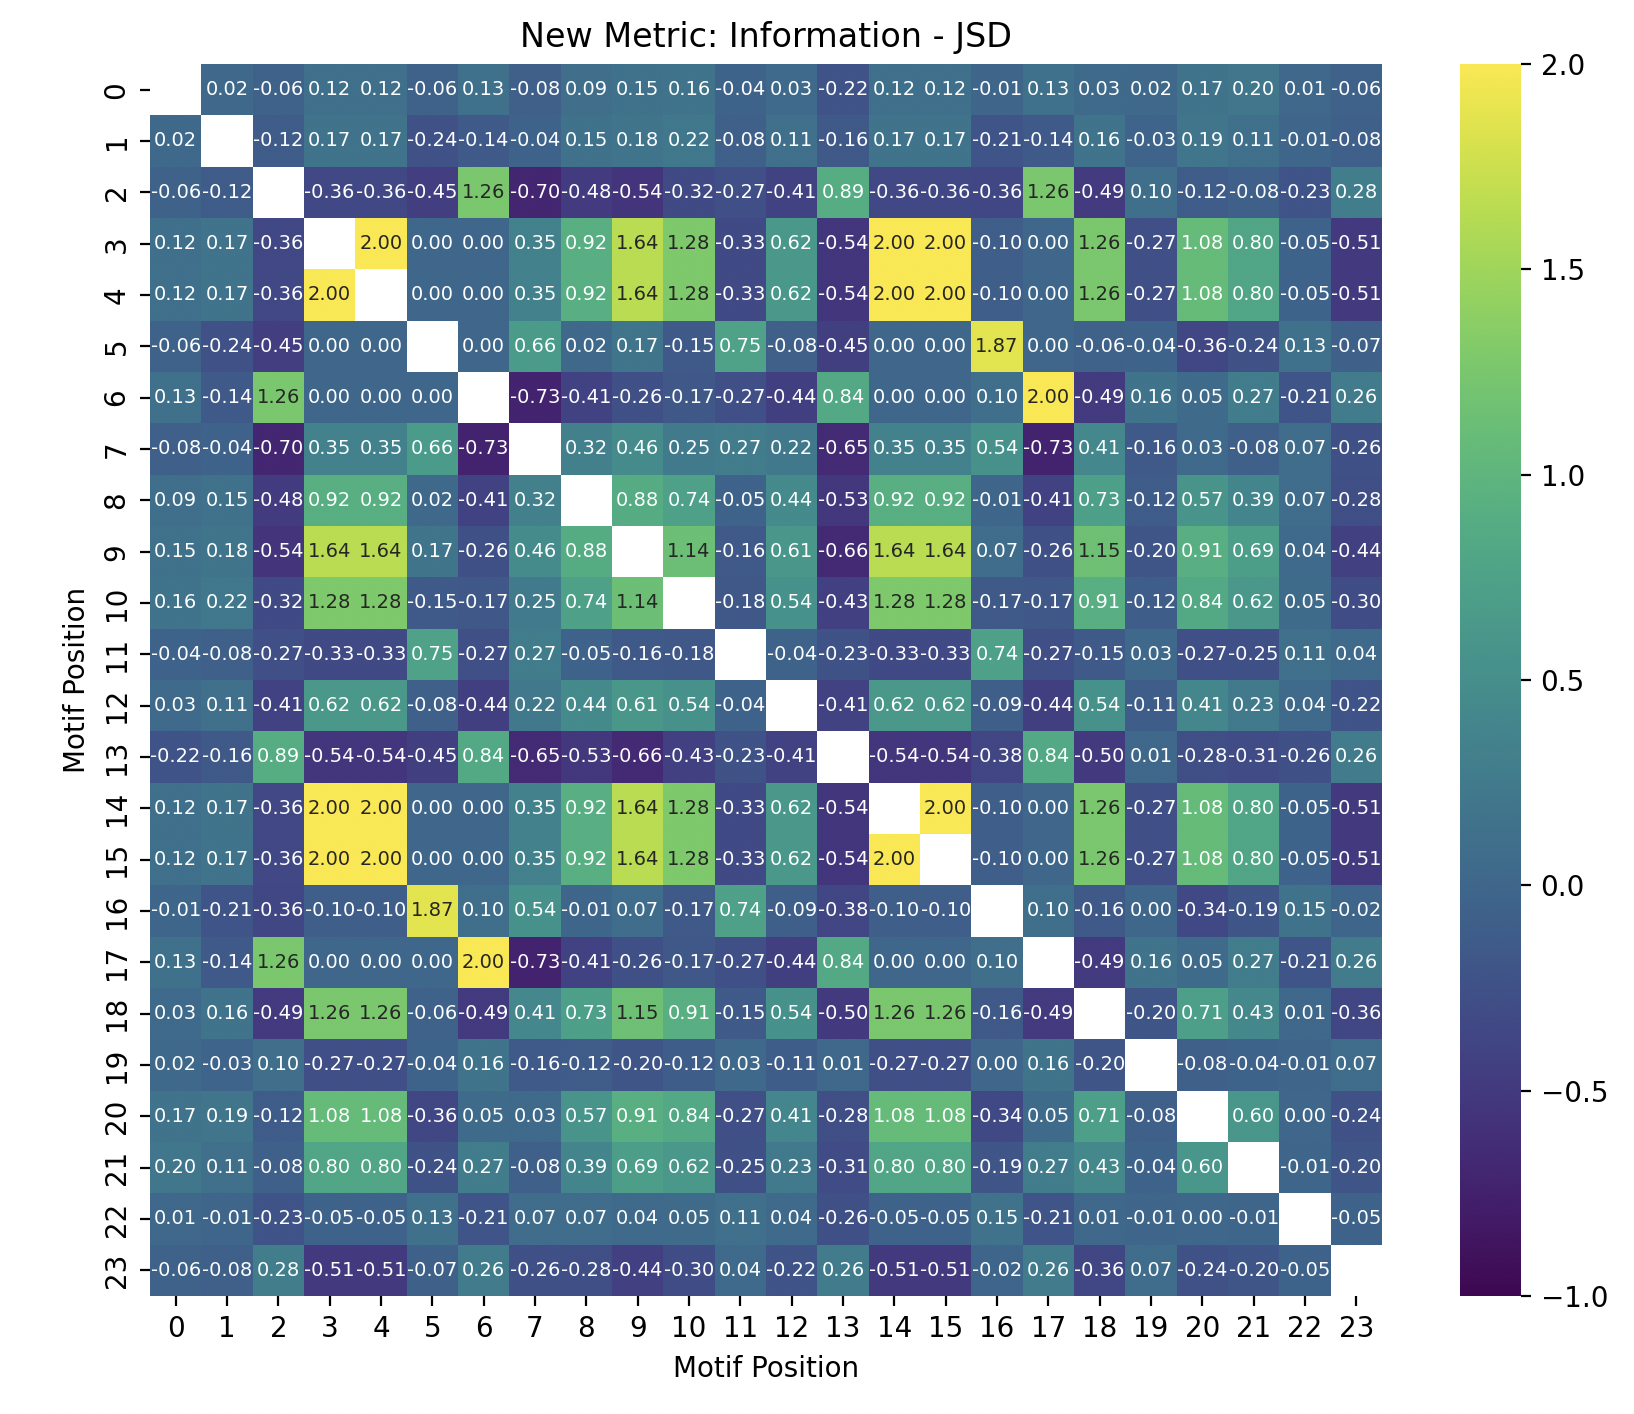 New Metric: Information - JSD
0 0.02 -0.06 0.12 0.12 -0.06 0.13 -0.08 0.09 0.15 0.16 -0.04 0.03 -0.22 0.12 0.12 -0.01 0.13 0.03 0.02 0.17 0.20 0.01 -0.06
1 0.02 -0.12 0.17 0.17 -0.24 -0.14 -0.04 0.15 0.18 0.22 -0.08 0.11 -0.16 0.17 0.17 -0.21 -0.14 0.16 -0.03 0.19 0.11 -0.01 -0.08
2 -0.06 -0.12 -0.36 -0.36 -0.45 1.26 -0.70 -0.48 -0.54 -0.32 -0.27 -0.41 0.89 -0.36 -0.36 -0.36 1.26 -0.49 0.10 -0.12 -0.08 -0.23 0.28
3 0.12 0.17 -0.36 2.00 0.00 0.00 0.35 0.92 1.64 1.28 -0.33 0.62 -0.54 2.00 2.00 -0.10 0.00 1.26 -0.27 1.08 0.80 -0.05 -0.51
4 0.12 0.17 -0.36 2.00 0.00 0.00 0.35 0.92 1.64 1.28 -0.33 0.62 -0.54 2.00 2.00 -0.10 0.00 1.26 -0.27 1.08 0.80 -0.05 -0.51
5 -0.06 -0.24 -0.45 0.00 0.00 0.00 0.66 0.02 0.17 -0.15 0.75 -0.08 -0.45 0.00 0.00 1.87 0.00 -0.06 -0.04 -0.36 -0.24 0.13 -0.07
6 0.13 -0.14 1.26 0.00 0.00 0.00 -0.73 -0.41 -0.26 -0.17 -0.27 -0.44 0.84 0.00 0.00 0.10 2.00 -0.49 0.16 0.05 0.27 -0.21 0.26
7 -0.08 -0.04 -0.70 0.35 0.35 0.66 -0.73 0.32 0.46 0.25 0.27 0.22 -0.65 0.35 0.35 0.54 -0.73 0.41 -0.16 0.03 -0.08 0.07 -0.26
8 0.09 0.15 -0.48 0.92 0.92 0.02 -0.41 0.32 0.88 0.74 -0.05 0.44 -0.53 0.92 0.92 -0.01 -0.41 0.73 -0.12 0.57 0.39 0.07 -0.28
9 0.15 0.18 -0.54 1.64 1.64 0.17 -0.26 0.46 0.88 1.14 -0.16 0.61 -0.66 1.64 1.64 0.07 -0.26 1.15 -0.20 0.91 0.69 0.04 -0.44
10 0.16 0.22 -0.32 1.28 1.28 -0.15 -0.17 0.25 0.74 1.14 -0.18 0.54 -0.43 1.28 1.28 -0.17 -0.17 0.91 -0.12 0.84 0.62 0.05 -0.30
11 -0.04 -0.08 -0.27 -0.33 -0.33 0.75 -0.27 0.27 -0.05 -0.16 -0.18 -0.04 -0.23 -0.33 -0.33 0.74 -0.27 -0.15 0.03 -0.27 -0.25 0.11 0.04
12 0.03 0.11 -0.41 0.62 0.62 -0.08 -0.44 0.22 0.44 0.61 0.54 -0.04 -0.41 0.62 0.62 -0.09 -0.44 0.54 -0.11 0.41 0.23 0.04 -0.22
13 -0.22 -0.16 0.89 -0.54 -0.54 -0.45 0.84 -0.65 -0.53 -0.66 -0.43 -0.23 -0.41 -0.54 -0.54 -0.38 0.84 -0.50 0.01 -0.28 -0.31 -0.26 0.26
14 0.12 0.17 -0.36 2.00 2.00 0.00 0.00 0.35 0.92 1.64 1.28 -0.33 0.62 -0.54 2.00 -0.10 0.00 1.26 -0.27 1.08 0.80 -0.05 -0.51
15 0.12 0.17 -0.36 2.00 2.00 0.00 0.00 0.35 0.92 1.64 1.28 -0.33 0.62 -0.54 2.00 -0.10 0.00 1.26 -0.27 1.08 0.80 -0.05 -0.51
16 -0.01 -0.21 -0.36 -0.10 -0.10 1.87 0.10 0.54 -0.01 0.07 -0.17 0.74 -0.09 -0.38 -0.10 -0.10 0.10 -0.16 0.00 -0.34 -0.19 0.15 -0.02
17 0.13 -0.14 1.26 0.00 0.00 0.00 2.00 -0.73 -0.41 -0.26 -0.17 -0.27 -0.44 0.84 0.00 0.00 0.10 -0.49 0.16 0.05 0.27 -0.21 0.26
18 0.03 0.16 -0.49 1.26 1.26 -0.06 -0.49 0.41 0.73 1.15 0.91 -0.15 0.54 -0.50 1.26 1.26 -0.16 -0.49 -0.20 0.71 0.43 0.01 -0.36
19 0.02 -0.03 0.10 -0.27 -0.27 -0.04 0.16 -0.16 -0.12 -0.20 -0.12 0.03 -0.11 0.01 -0.27 -0.27 0.00 0.16 -0.20 -0.08 -0.04 -0.01 0.07
20 0.17 0.19 -0.12 1.08 1.08 -0.36 0.05 0.03 0.57 0.91 0.84 -0.27 0.41 -0.28 1.08 1.08 -0.34 0.05 0.71 -0.08 0.60 0.00 -0.24
21 0.20 0.11 -0.08 0.80 0.80 -0.24 0.27 -0.08 0.39 0.69 0.62 -0.25 0.23 -0.31 0.80 0.80 -0.19 0.27 0.43 -0.04 0.60 -0.01 -0.20
22 0.01 -0.01 -0.23 -0.05 -0.05 0.13 -0.21 0.07 0.07 0.04 0.05 0.11 0.04 -0.26 -0.05 -0.05 0.15 -0.21 0.01 -0.01 0.00 -0.01 -0.05
23 -0.06 -0.08 0.28 -0.51 -0.51 -0.07 0.26 -0.26 -0.28 -0.44 -0.30 0.04 -0.22 0.26 -0.51 -0.51 -0.02 0.26 -0.36 0.07 -0.24 -0.20 -0.05
0 1 2 3 4 5 6 7 8 9 10 11 12 13 14 15 16 17 18 19 20 21 22 23
Motif Position
Motif Position
2.0
1.5
1.0
0.5
0.0
−0.5
−1.0